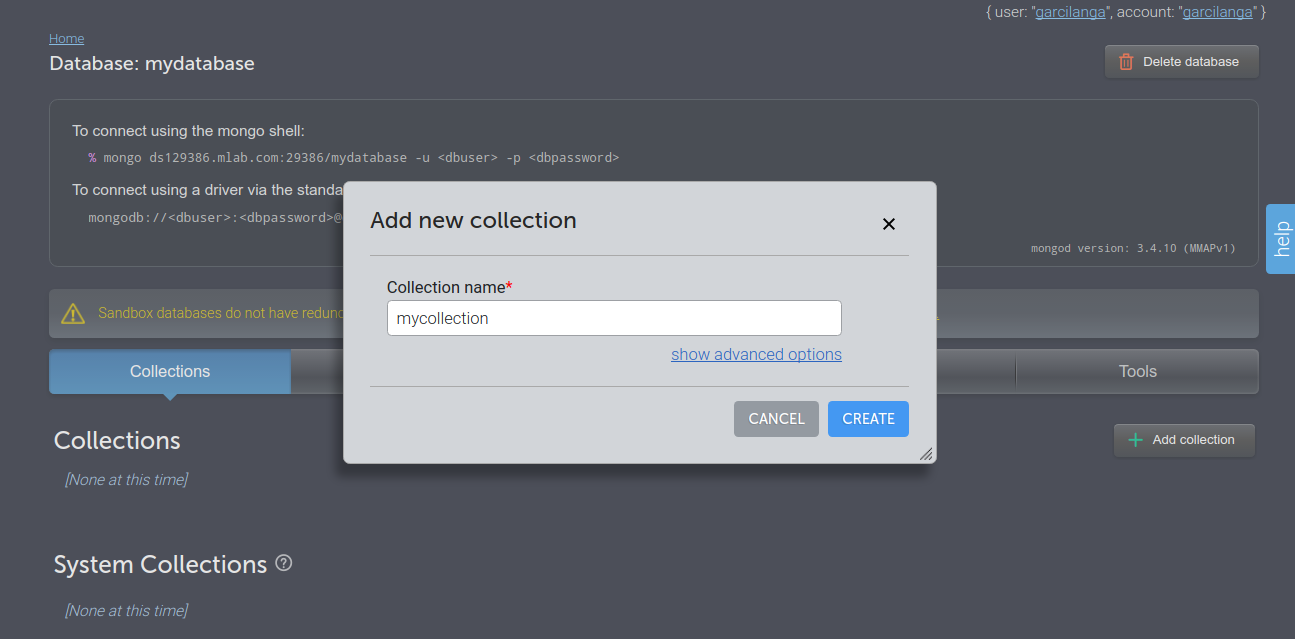 { user: "garcilanga", account: "garcilanga" }
Home
Database: mydatabase
Delete database
To connect using the mongo shell:
% mongo ds129386.mlab.com:29386/mydatabase -u <dbuser> -p <dbpassword>
To connect using a driver via the standa
mongodb://<dbuser>:<dbpassword>@
mongod version: 3.4.10 (MMAPv1)
Sandbox databases do not have redund
help
Add new collection
Collection name*
mycollection
show advanced options
CANCEL CREATE
Collections
Tools
Collections
Add collection
[None at this time]
System Collections ?
[None at this time]